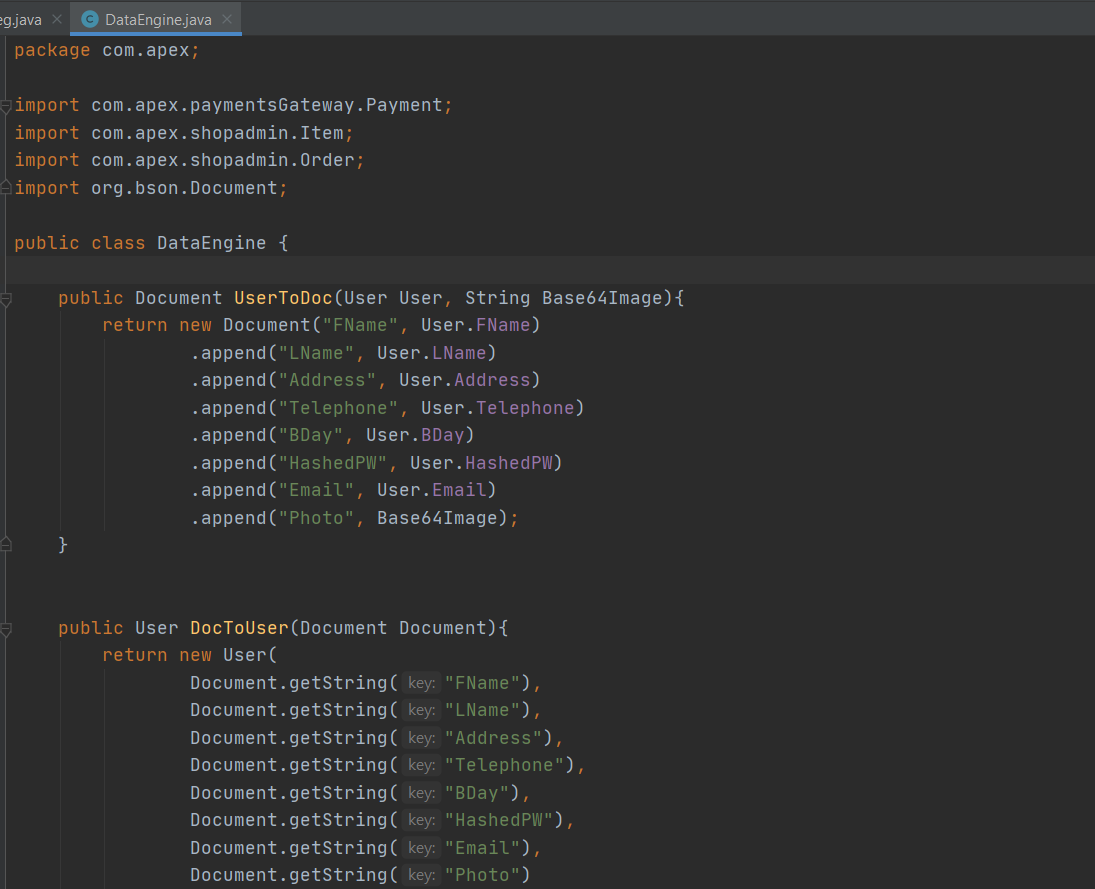 eg.java × C DataEngine.java ×
package com.apex;
import com.apex.paymentsGateway.Payment;
import com.apex.shopadmin.Item;
import com.apex.shopadmin.Order;
import org.bson.Document;
public class DataEngine {
public Document UserToDoc(User User, String Base64Image){
return new Document("FName", User.FName)
.append("LName", User.LName)
.append("Address", User.Address)
.append("Telephone", User.Telephone)
.append("BDay", User.BDay)
.append("HashedPW", User.HashedPW)
.append("Email", User.Email)
.append("Photo", Base64Image);
}
public User DocToUser(Document Document){
return new User(
Document.getString( key: "FName"),
Document.getString( key: "LName"),
Document.getString( key: "Address"),
Document.getString( key: "Telephone"),
Document.getString( key: "BDay"),
Document.getString( key: "HashedPW"),
Document.getString( key: "Email"),
Document.getString( key: "Photo")